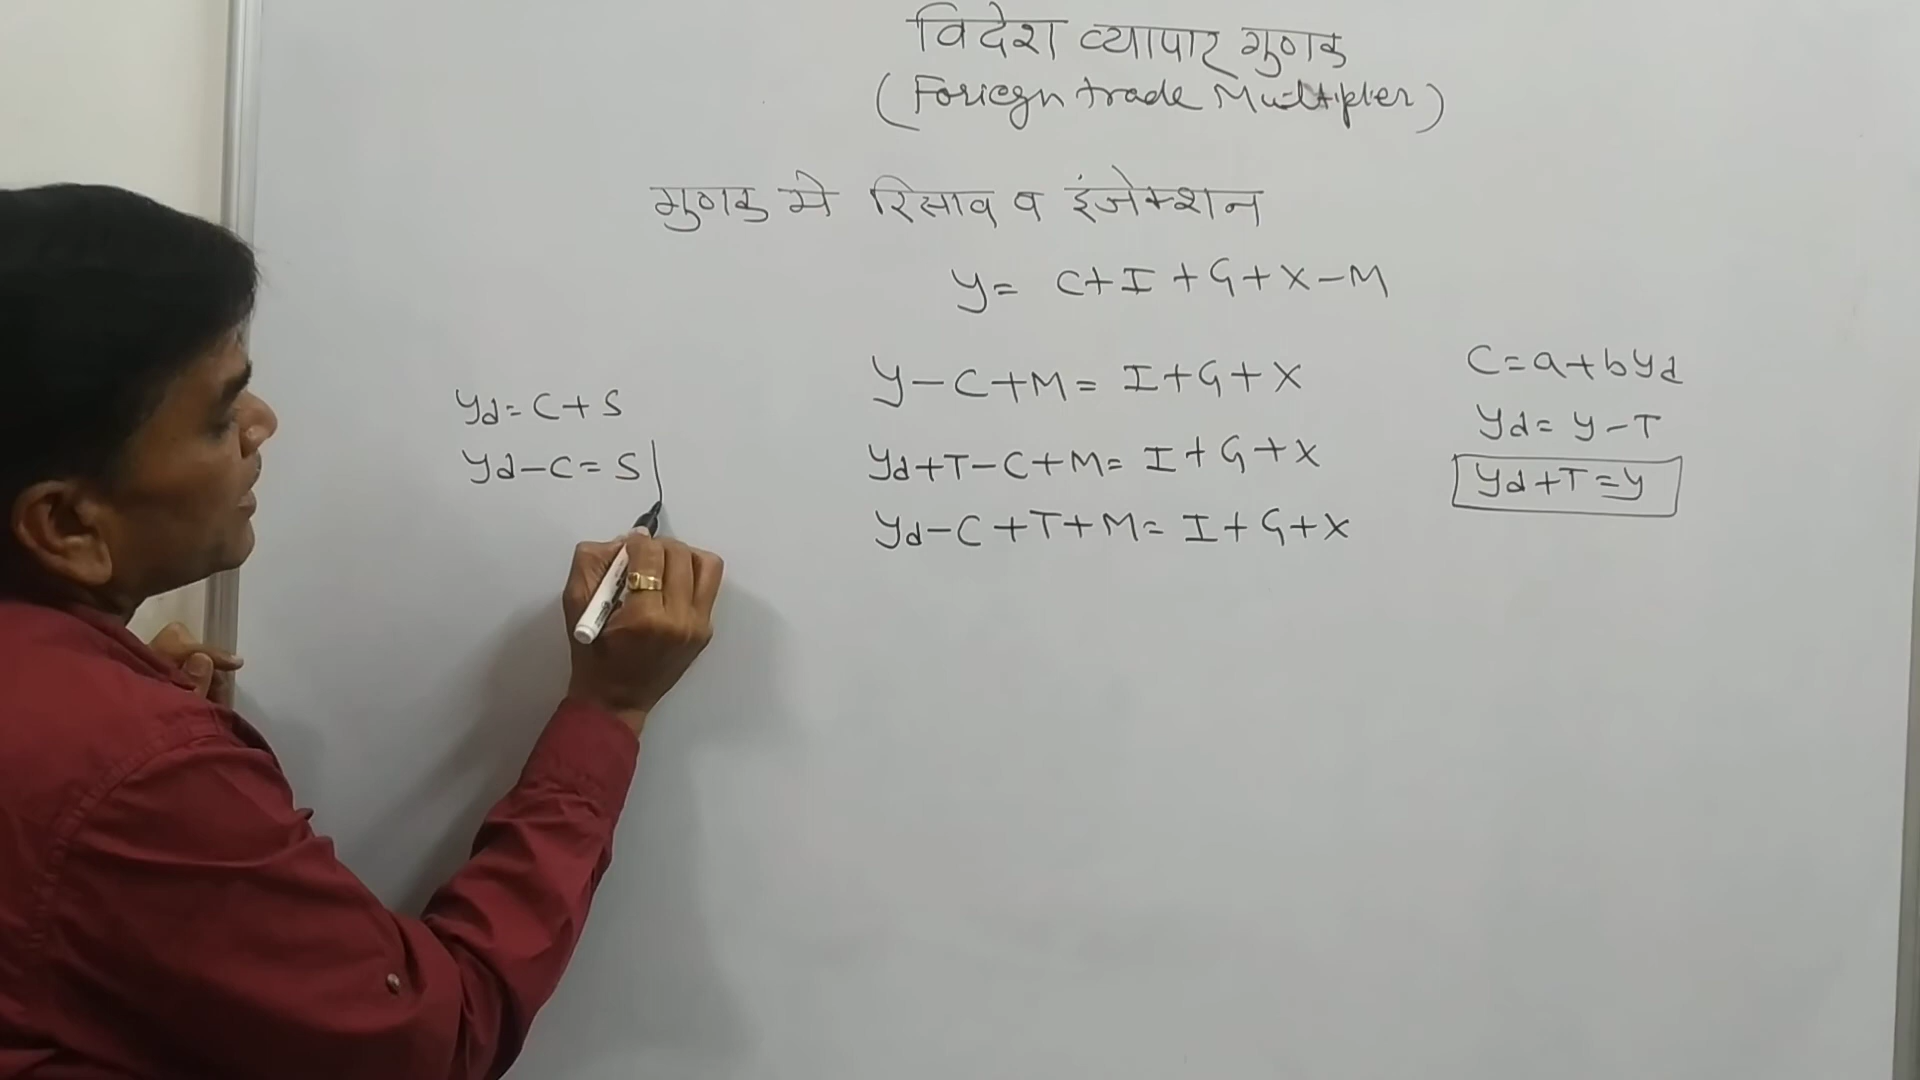 विदेश व्यापार गुणक
(Foriegn trade Multiplier)
गुणक मे रिसाव व इंजेक्शन
y = C+I+G+X-M
y-C+M= I+G+X
yd+T-C+M= I+G+X
yd-C+T+M= I+G+X
yd= C+S
yd-C= S
C=a+byd
yd= y-T
yd+T=y